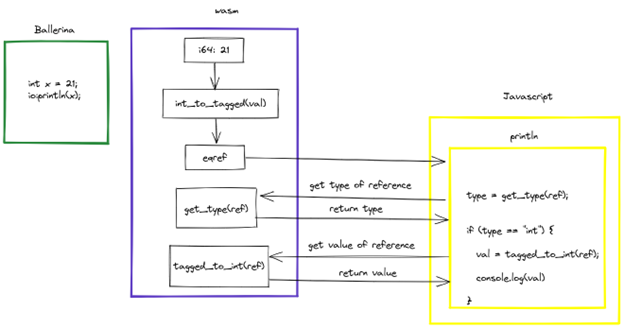 Ballerina
int x = 21;
io:println(x);
wasm
i64: 21
int_to_tagged(val)
eqref
get_type(ref)
tagged_to_int(ref)
get type of reference
return type
get value of reference
return value
Javascript
println
type = get_type(ref);
if (type == "int") {
val = tagged_to_int(ref);
console.log(val)
}